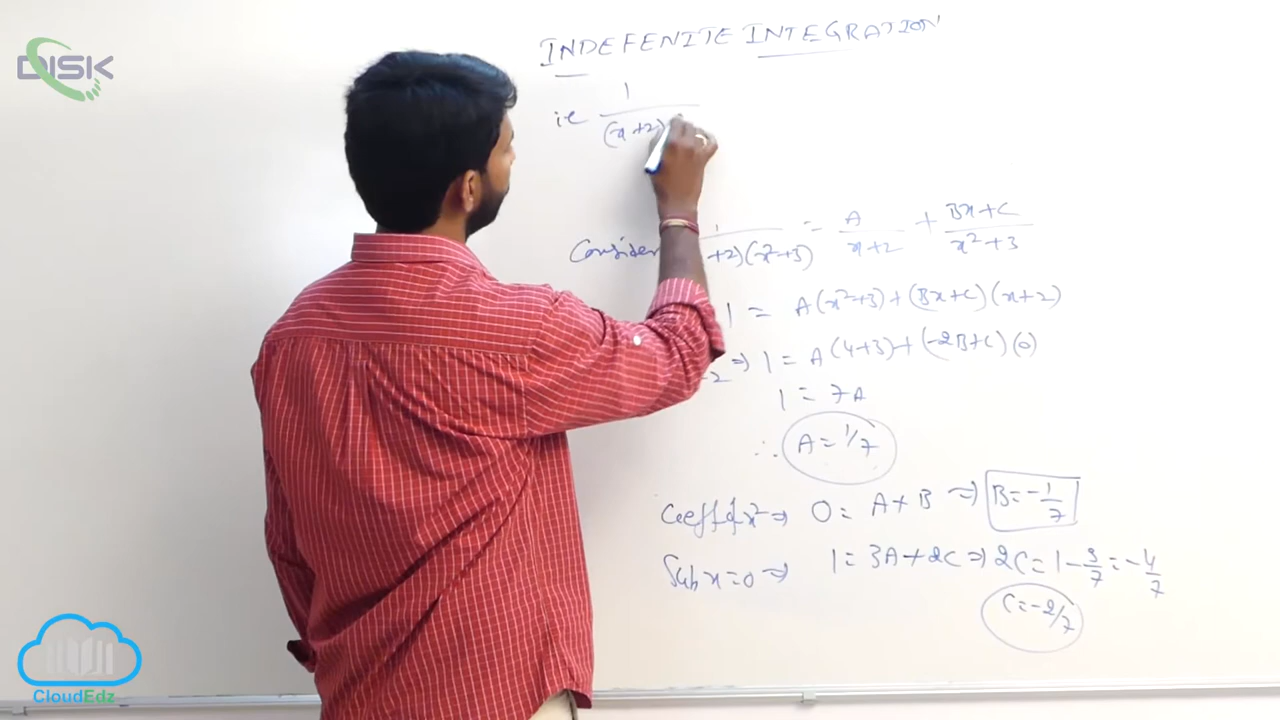 DISK
INDEFENITE INTEGRATION
i.e 1/(x+2)
Consider 1/(x+2)(x²+3) = A/(x+2) + (Bx+C)/(x²+3)
1 = A(x²+3)+(Bx+C)(x+2)
-2 ⇒ 1 = A(4+3)+(-2B+C)(0)
1 = 7A
∴ A = 1/7
Coeff of x² ⇒ 0 = A+B ⇒ B = -1/7
Sub x=0 ⇒ 1 = 3A+2C ⇒ 2C = 1 - 3/7 = -4/7
C = -2/7
CloudEdz